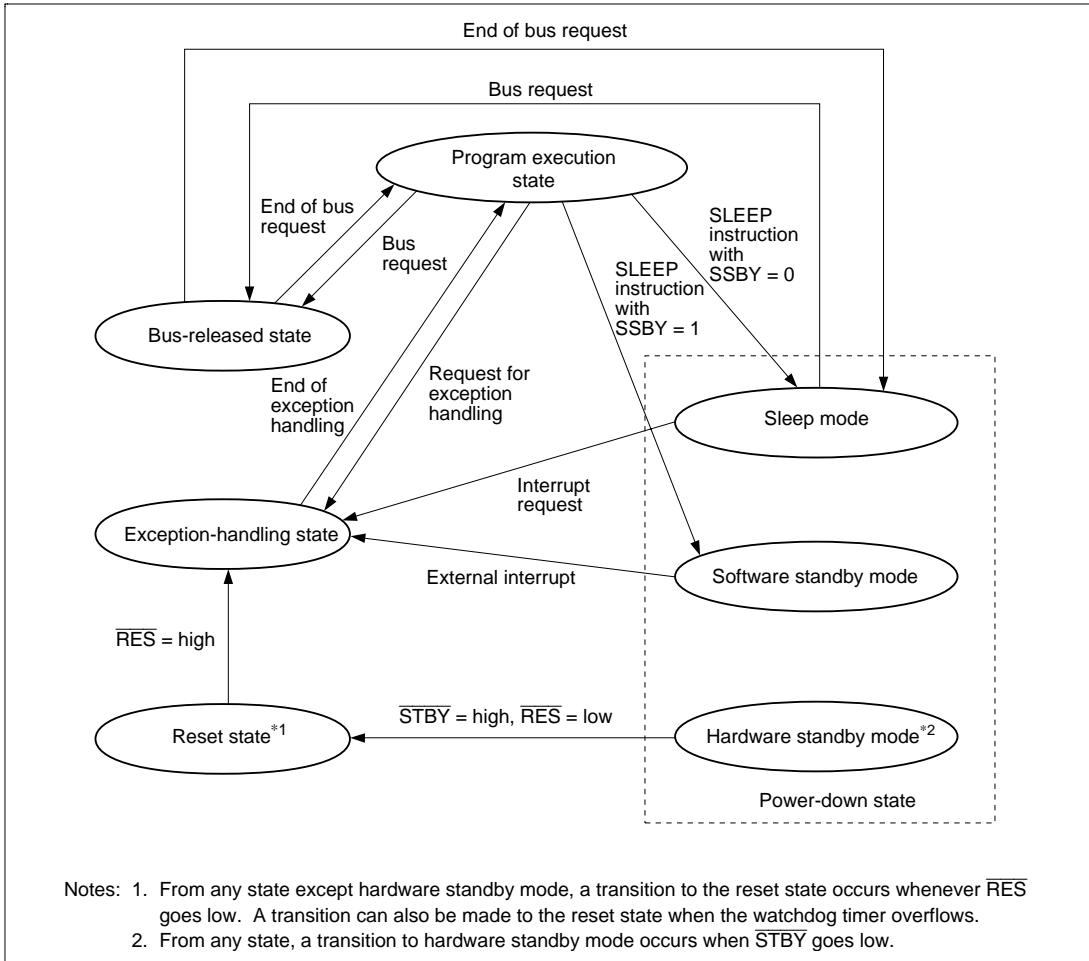 End of bus request
Bus request
Program execution
state
End of bus
request
Bus
request
SLEEP
instruction
with
SSBY = 0
SLEEP
instruction
with
SSBY = 1
Bus-released state
End of
exception
handling
Request for
exception
handling
Sleep mode
Interrupt
request
Exception-handling state
External interrupt
Software standby mode
R̅E̅S̅ = high
S̅T̅B̅Y̅ = high, R̅E̅S̅ = low
Reset state*1
Hardware standby mode*2
Power-down state
Notes: 1. From any state except hardware standby mode, a transition to the reset state occurs whenever R̅E̅S̅
goes low. A transition can also be made to the reset state when the watchdog timer overflows.
2. From any state, a transition to hardware standby mode occurs when S̅T̅B̅Y̅ goes low.